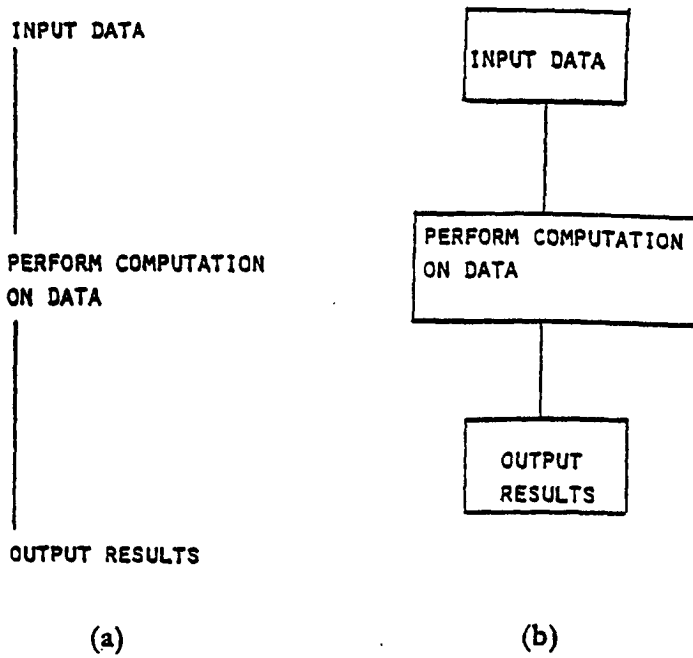 INPUT DATA
PERFORM COMPUTATION
ON DATA
OUTPUT RESULTS
(a)
INPUT DATA
PERFORM COMPUTATION
ON DATA
OUTPUT
RESULTS
(b)